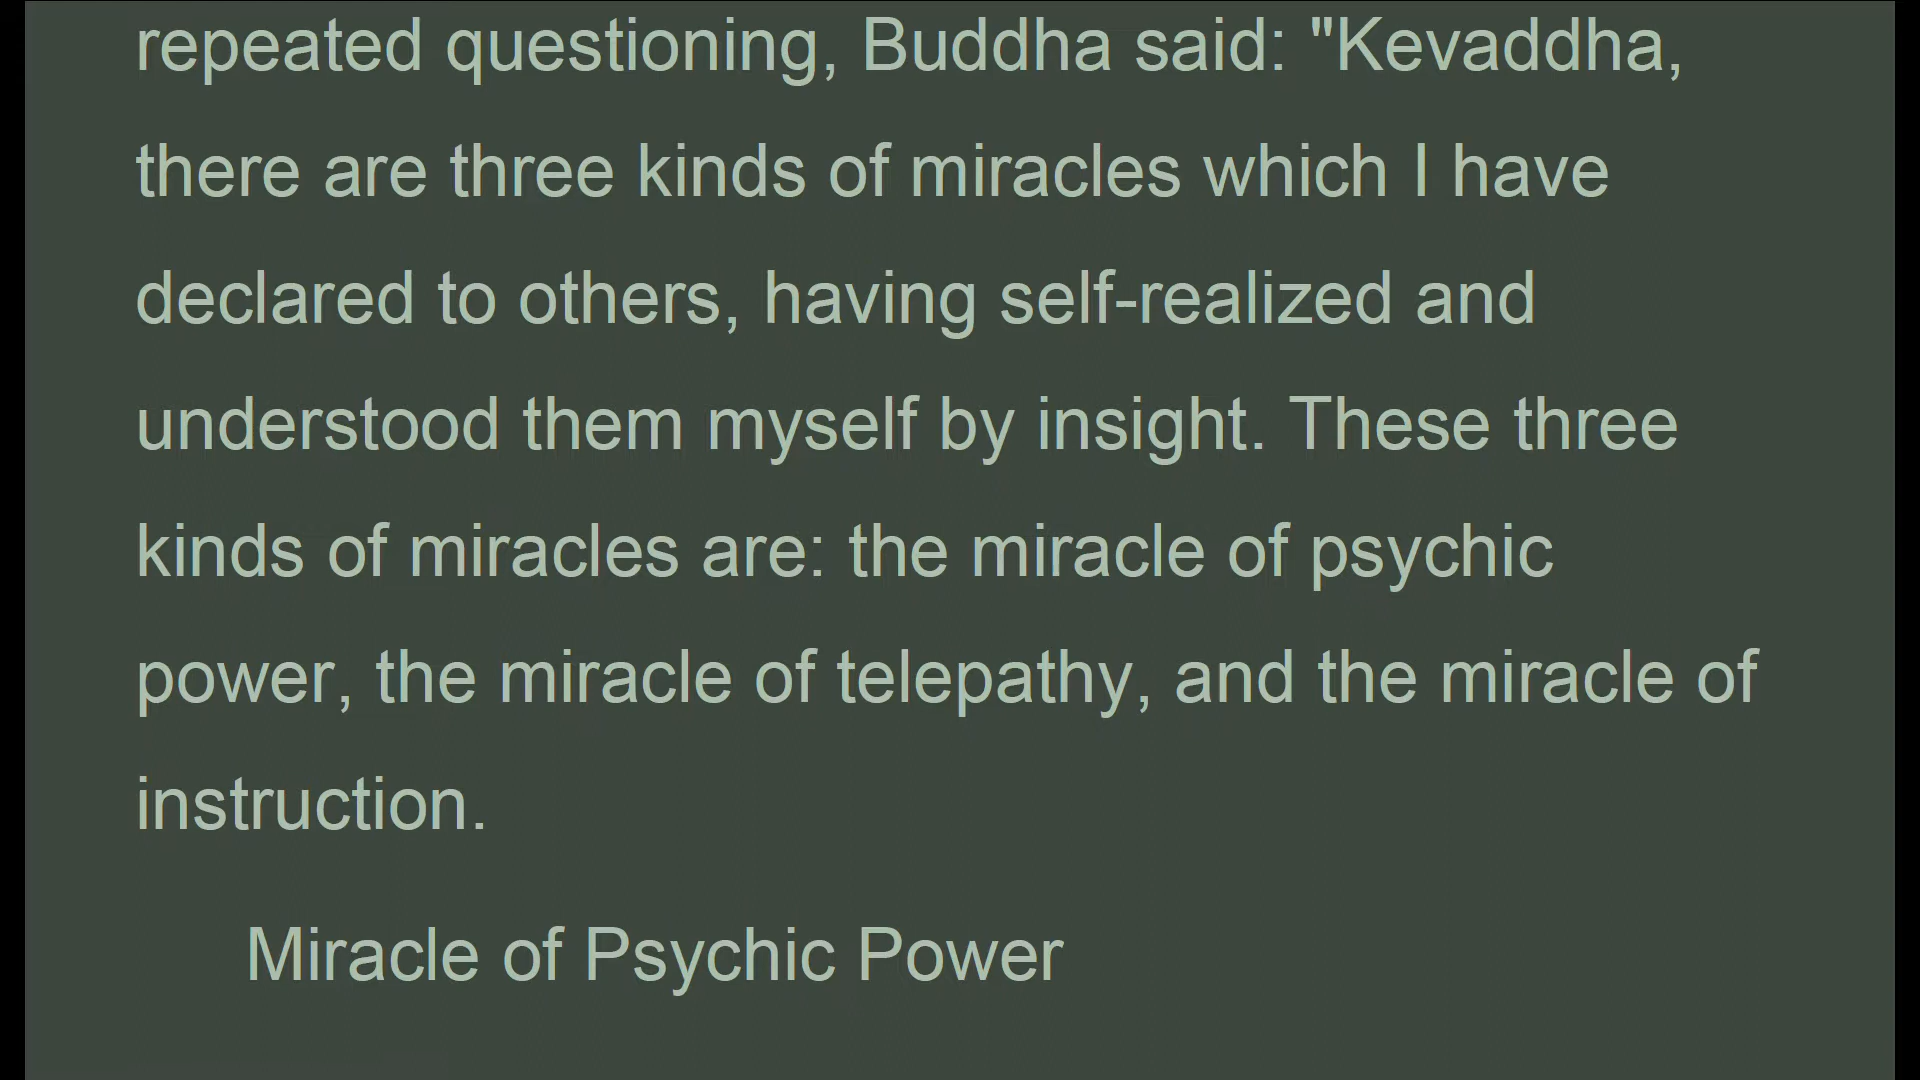 repeated questioning, Buddha said: "Kevaddha,
there are three kinds of miracles which I have
declared to others, having self-realized and
understood them myself by insight. These three
kinds of miracles are: the miracle of psychic
power, the miracle of telepathy, and the miracle of
instruction.
Miracle of Psychic Power